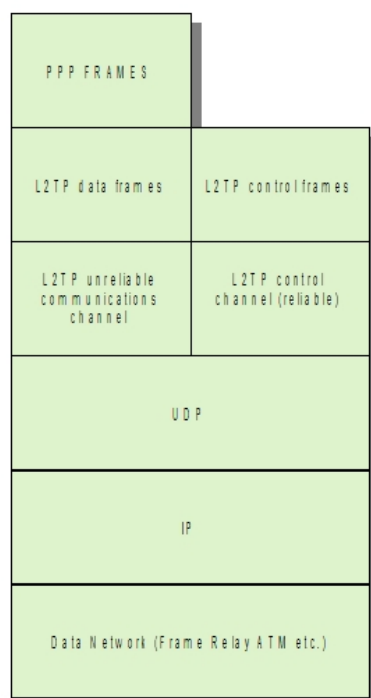 PPP FRAMES
L2TP data frames
L2TP control frames
L2TP unreliable
communications
channel
L2TP control
channel (reliable)
UDP
IP
Data Network (Frame Relay ATM etc.)